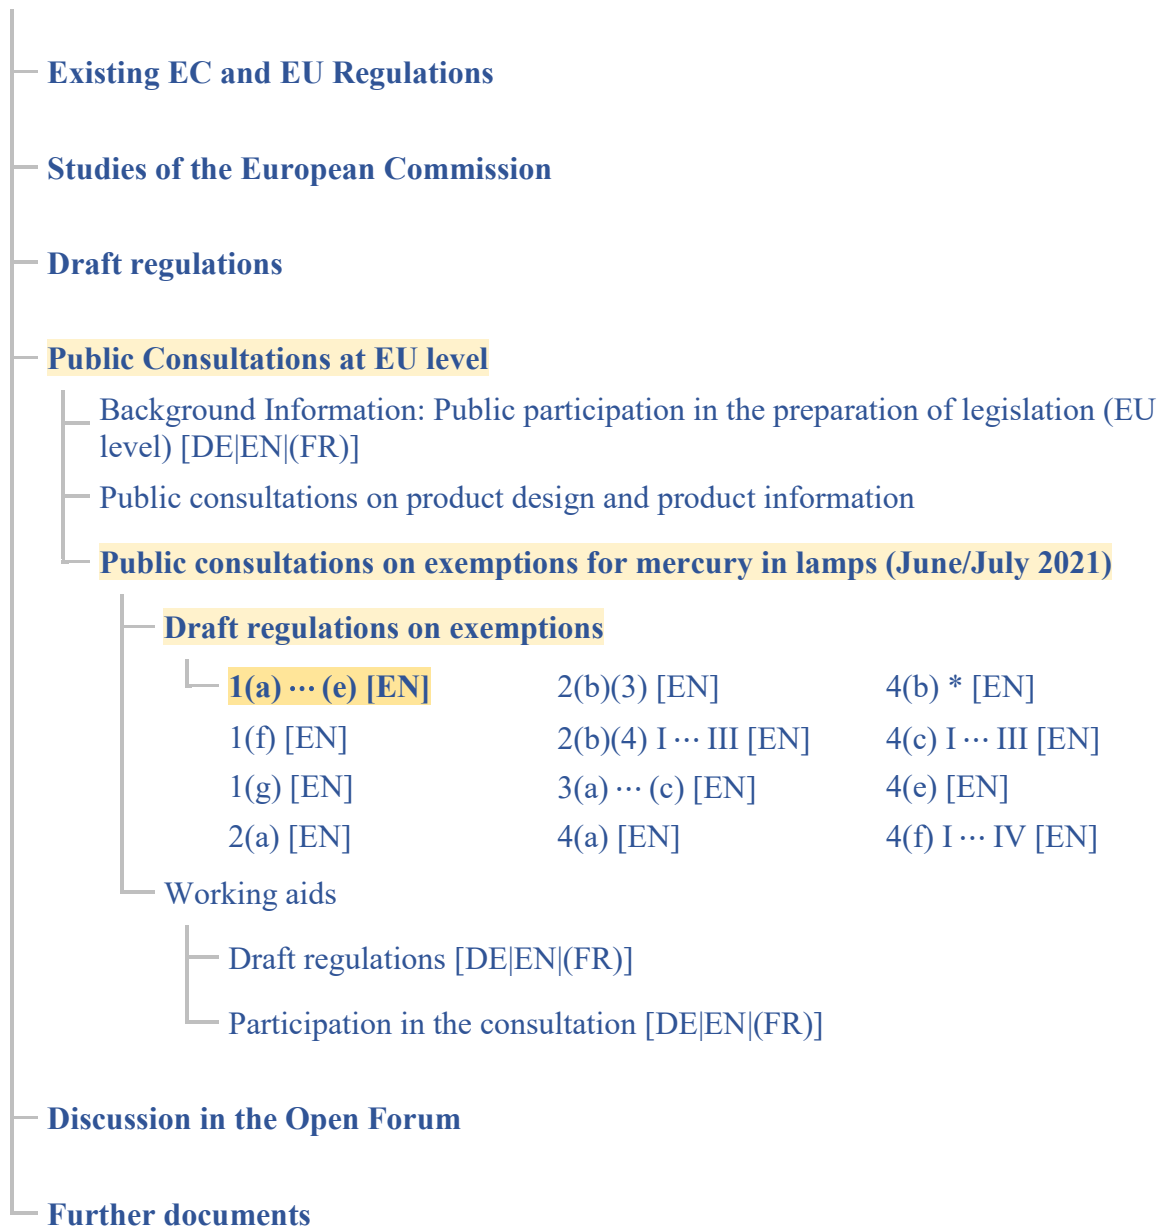 Existing EC and EU Regulations
Studies of the European Commission
Draft regulations
Public Consultations at EU level
Background Information: Public participation in the preparation of legislation (EU
level) [DE|EN|(FR)]
Public consultations on product design and product information
Public consultations on exemptions for mercury in lamps (June/July 2021)
Draft regulations on exemptions
1(a) ··· (e) [EN] 2(b)(3) [EN] 4(b) * [EN]
1(f) [EN] 2(b)(4) I ··· III [EN] 4(c) I ··· III [EN]
1(g) [EN] 3(a) ··· (c) [EN] 4(e) [EN]
2(a) [EN] 4(a) [EN] 4(f) I ··· IV [EN]
Working aids
Draft regulations [DE|EN|(FR)]
Participation in the consultation [DE|EN|(FR)]
Discussion in the Open Forum
Further documents